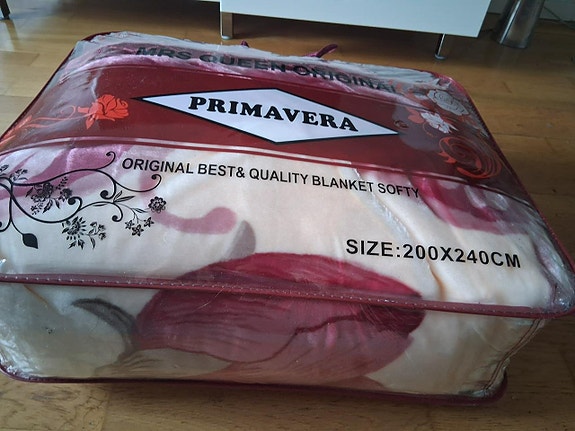 MRS QUEEN ORIGINAL
PRIMAVERA
ORIGINAL BEST& QUALITY BLANKET SOFTY
SIZE:200X240CM